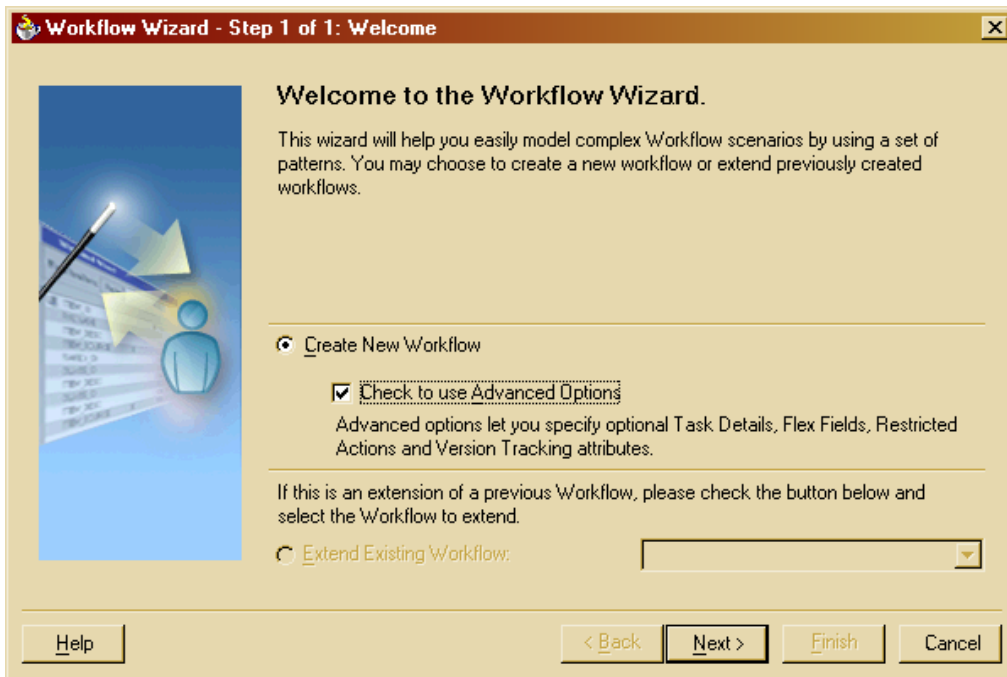 Workflow Wizard - Step 1 of 1: Welcome
Welcome to the Workflow Wizard.
This wizard will help you easily model complex Workflow scenarios by using a set of
patterns. You may choose to create a new workflow or extend previously created
workflows.
Create New Workflow
Check to use Advanced Options
Advanced options let you specify optional Task Details, Flex Fields, Restricted
Actions and Version Tracking attributes.
If this is an extension of a previous Workflow, please check the button below and
select the Workflow to extend.
Extend Existing Workflow:
Help
< Back
Next >
Finish
Cancel